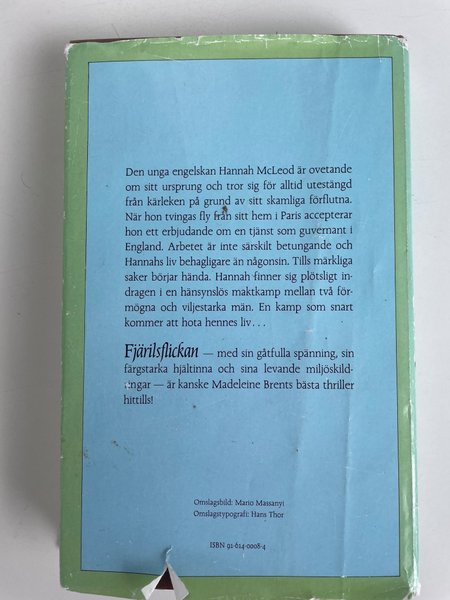 Den unga engelskan Hannah McLeod är ovetande
om sitt ursprung och tror sig för alltid utestängd
från kärleken på grund av sitt skamliga förflutna.
När hon tvingas fly från sitt hem i Paris accepterar
hon ett erbjudande om en tjänst som guvernant i
England. Arbetet är inte särskilt betungande och
Hannahs liv behagligare än någonsin. Tills märkliga
saker börjar hända. Hannah finner sig plötsligt in-
dragen i en hänsynslös maktkamp mellan två för-
mögna och viljestarka män. En kamp som snart
kommer att hota hennes liv . . .
Fjärilsflickan — med sin gåtfulla spänning, sin
färgstarka hjältinna och sina levande miljöskild-
ringar — är kanske Madeleine Brents bästa thriller
hittills!
Omslagsbild: Mario Massanyi
Omslagstypografi: Hans Thor
ISBN 91-614-0008-4